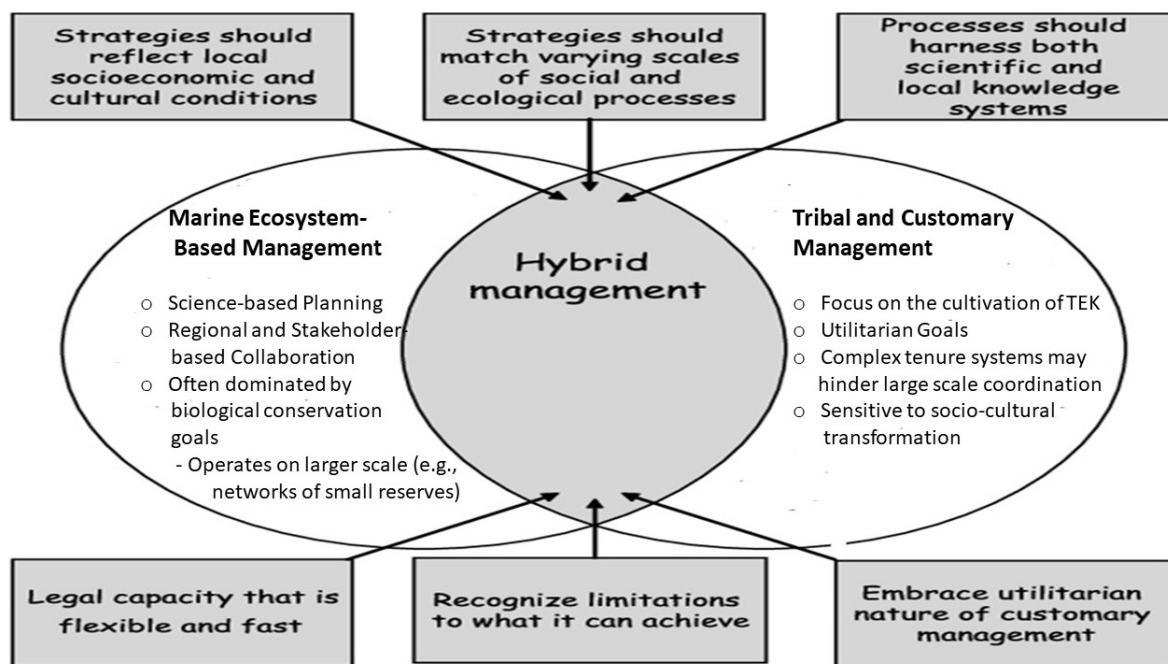 Strategies should
reflect local
socioeconomic and
cultural conditions
Strategies should
match varying scales
of social and
ecological processes
Processes should
harness both
scientific and
local knowledge
systems
Marine Ecosystem-
Based Management
o Science-based Planning
o Regional and Stakeholder-
based Collaboration
o Often dominated by
biological conservation
goals
- Operates on larger scale (e.g.,
networks of small reserves)
Hybrid
management
Tribal and Customary
Management
o Focus on the cultivation of TEK
o Utilitarian Goals
o Complex tenure systems may
hinder large scale coordination
o Sensitive to socio-cultural
transformation
Legal capacity that is
flexible and fast
Recognize limitations
to what it can achieve
Embrace utilitarian
nature of customary
management